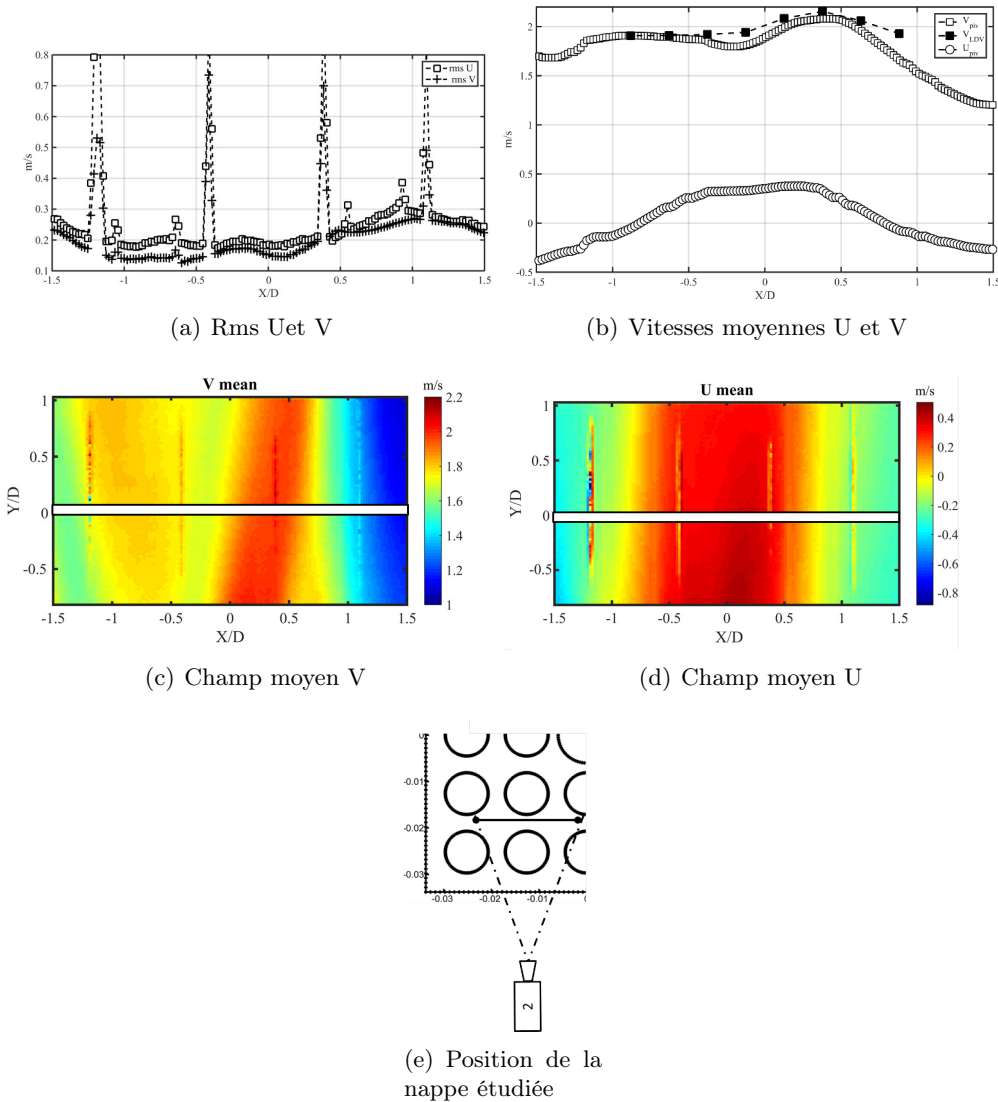 0.8
0.7
0.6
0.5
0.4
0.3
0.2
0.1
m/s
-1.5 -1 -0.5 0 0.5 1 1.5
X/D
rms U
rms V
(a) Rms Uet V
2
1.5
1
0.5
0
-0.5
m/s
-1.5 -1 -0.5 0 0.5 1 1.5
X/D
V piv
V LDV
U piv
(b) Vitesses moyennes U et V
V mean
m/s
1
0.5
0
-0.5
Y/D
-1.5 -1 -0.5 0 0.5 1 1.5
X/D
2.2
2
1.8
1.6
1.4
1.2
1
(c) Champ moyen V
U mean
m/s
1
0.5
0
-0.5
Y/D
-1.5 -1 -0.5 0 0.5 1 1.5
X/D
0.4
0.2
0
-0.2
-0.4
-0.6
-0.8
(d) Champ moyen U
0
-0.01
-0.02
-0.03
-0.03 -0.02 -0.01 0
2
(e) Position de la
nappe étudiée